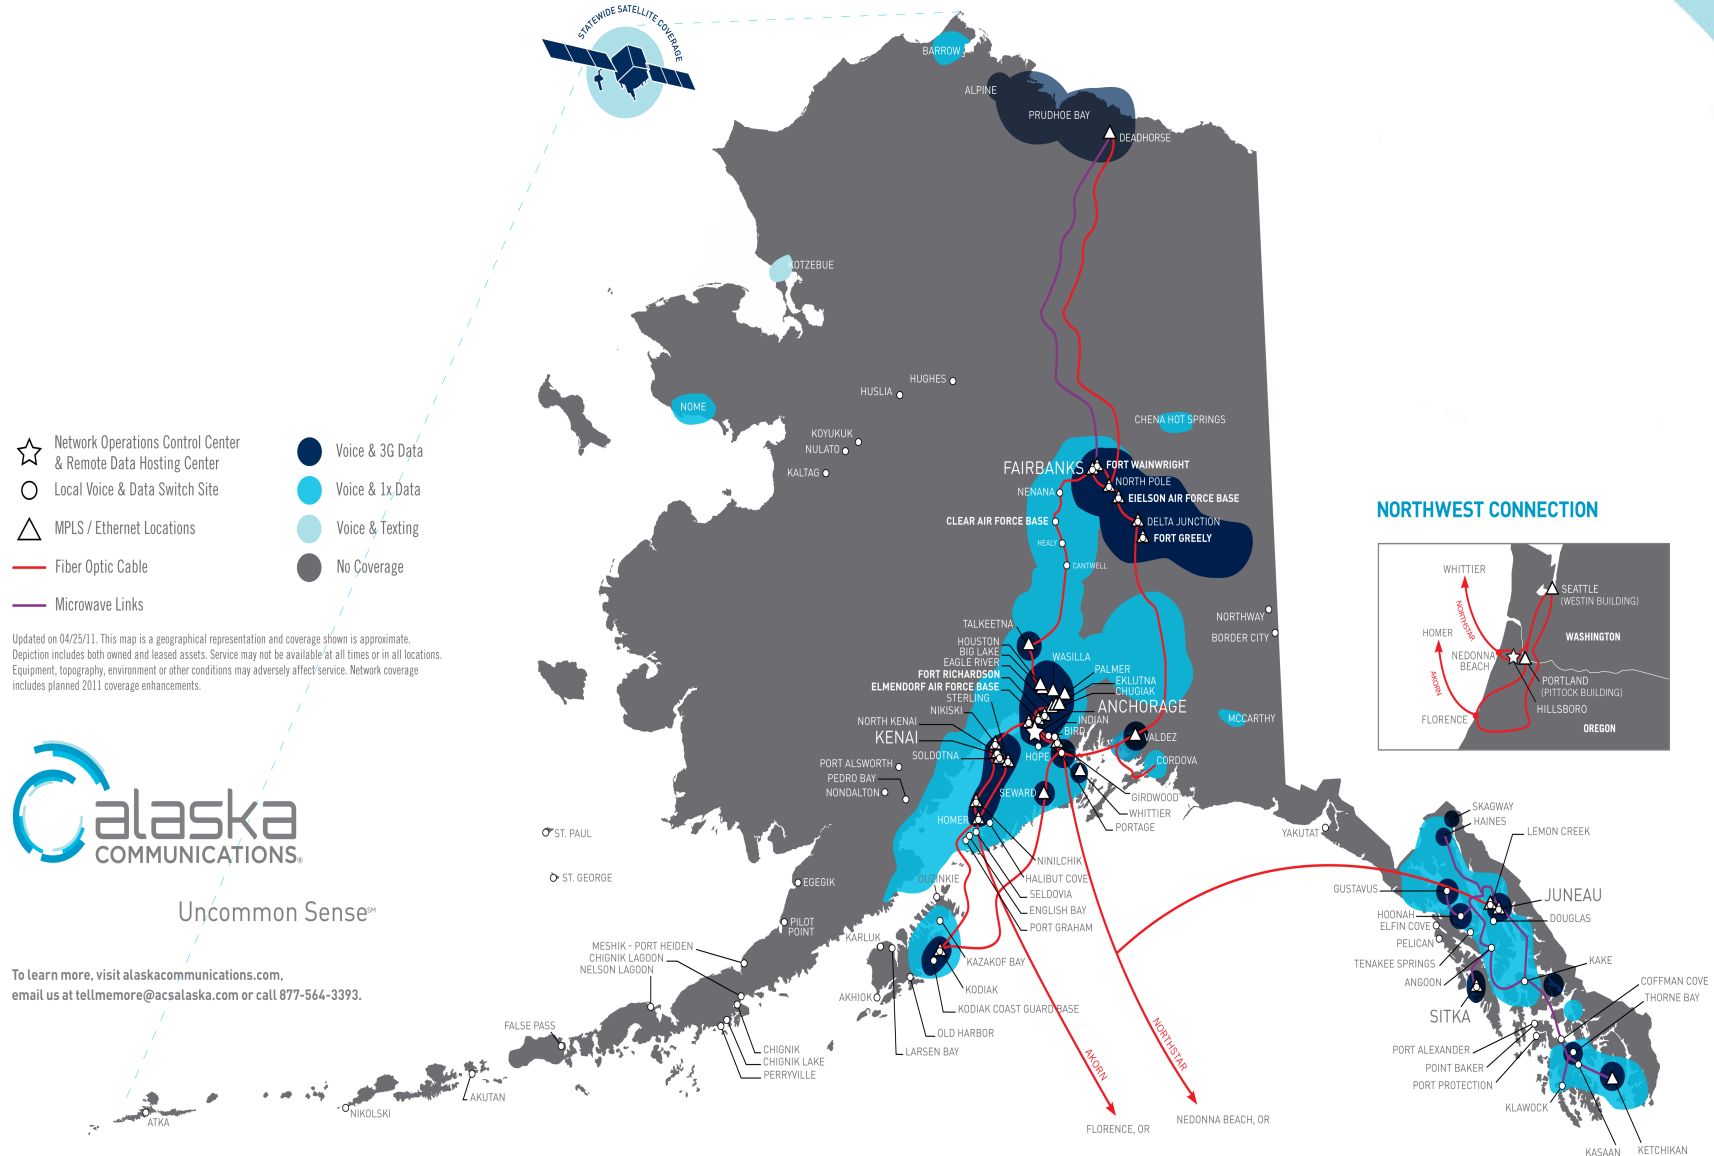 STATEWIDE SATELLITE COVERAGE
BARROW
ALPINE
PRUDHOE BAY
DEADHORSE
KOTZEBUE
NOME
HUGHES
HUSLIA
KOYUKUK
NULATO
KALTAG
CHENA HOT SPRINGS
FAIRBANKS
FORT WAINWRIGHT
NORTH POLE
EIELSON AIR FORCE BASE
NENANA
CLEAR AIR FORCE BASE
DELTA JUNCTION
FORT GREELY
HEALY
CANTWELL
NORTHWAY
BORDER CITY
TALKEETNA
HOUSTON
BIG LAKE
EAGLE RIVER
FORT RICHARDSON
ELMENDORF AIR FORCE BASE
STERLING
NIKISKI
NORTH KENAI
KENAI
SOLDOTNA
WASILLA
PALMER
EKLUTNA
CHUGIAK
ANCHORAGE
INDIAN
BIRD
HOPE
VALDEZ
MCCARTHY
CORDOVA
PORT ALSWORTH
PEDRO BAY
NONDALTON
SEWARD
GIRDWOOD
WHITTIER
PORTAGE
HOMER
NINILCHIK
HALIBUT COVE
SELDOVIA
ENGLISH BAY
PORT GRAHAM
OUZINKIE
KARLUK
KAZAKOF BAY
KODIAK
KODIAK COAST GUARD BASE
AKHIOK
OLD HARBOR
LARSEN BAY
ST. PAUL
ST. GEORGE
EGEGIK
PILOT
POINT
MESHIK - PORT HEIDEN
CHIGNIK LAGOON
NELSON LAGOON
FALSE PASS
CHIGNIK
CHIGNIK LAKE
PERRYVILLE
AKUTAN
NIKOLSKI
ATKA
AKORN
NORTHSTAR
FLORENCE, OR
NEDONNA BEACH, OR
YAKUTAT
SKAGWAY
HAINES
LEMON CREEK
GUSTAVUS
JUNEAU
HOONAH
ELFIN COVE
PELICAN
DOUGLAS
TENAKEE SPRINGS
ANGOON
KAKE
COFFMAN COVE
THORNE BAY
SITKA
PORT ALEXANDER
POINT BAKER
PORT PROTECTION
KLAWOCK
KASAAN
KETCHIKAN
NORTHWEST CONNECTION
WHITTIER
NORTHSTAR
HOMER
AKORN
NEDONNA
BEACH
FLORENCE
SEATTLE
(WESTIN BUILDING)
WASHINGTON
PORTLAND
(PITTOCK BUILDING)
HILLSBORO
OREGON
Network Operations Control Center
& Remote Data Hosting Center
Local Voice & Data Switch Site
MPLS / Ethernet Locations
Fiber Optic Cable
Microwave Links
Voice & 3G Data
Voice & 1x Data
Voice & Texting
No Coverage
Updated on 04/25/11. This map is a geographical representation and coverage shown is approximate.
Depiction includes both owned and leased assets. Service may not be available at all times or in all locations.
Equipment, topography, environment or other conditions may adversely affect service. Network coverage
includes planned 2011 coverage enhancements.
alaska
COMMUNICATIONS®
Uncommon Sense℠
To learn more, visit alaskacommunications.com,
email us at tellmemore@acsalaska.com or call 877-564-3393.